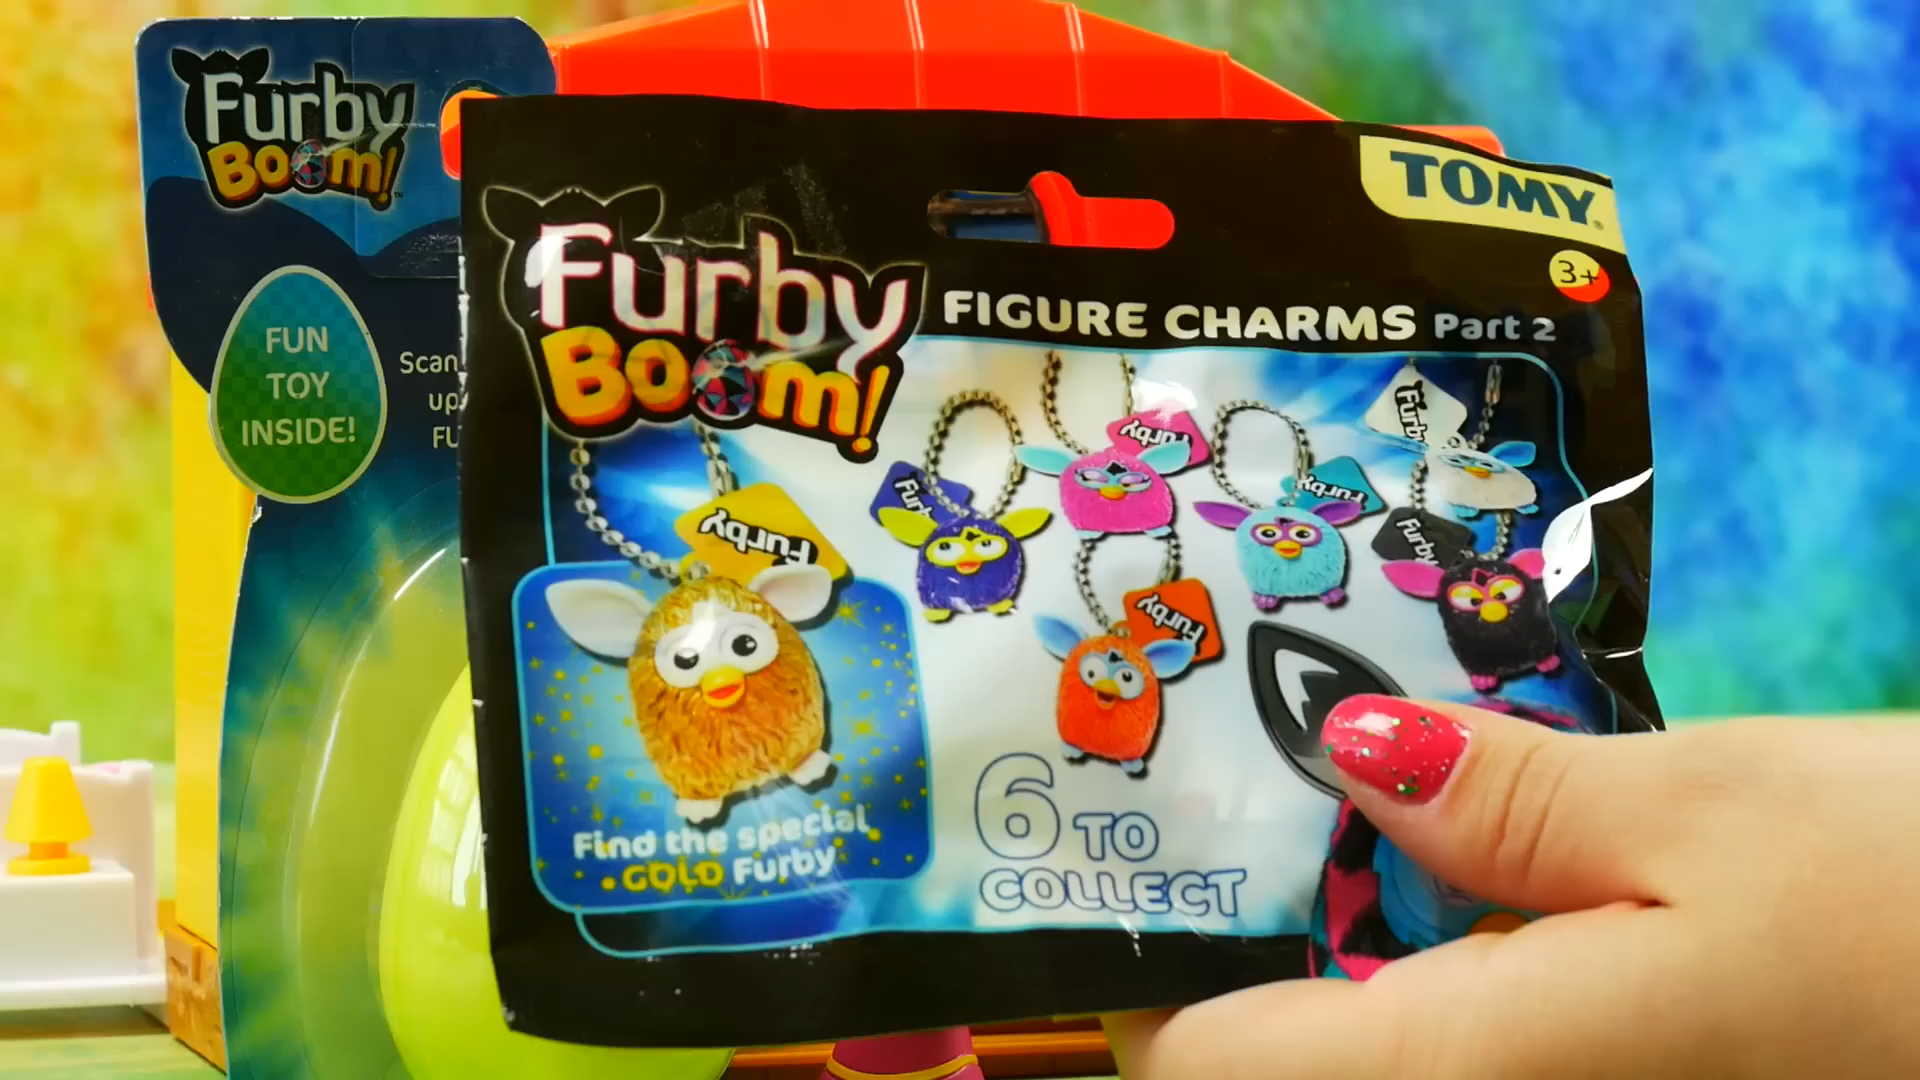 Furby
Boom!™
FUN
TOY
INSIDE!
Scan
up
FU
TOMY®
3+
Furby
Boom!
FIGURE CHARMS Part 2
Furby
Furby
Furby
Furby
Furby
Furby
Find the special
GOLD Furby
6 TO
COLLECT